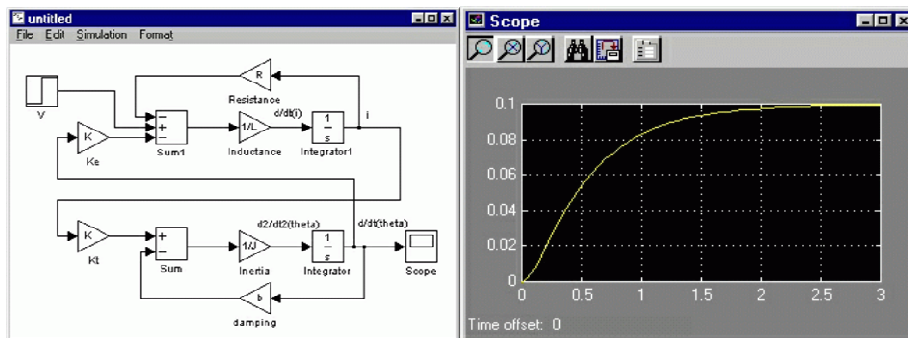 untitled
File Edit Simulation Format
R
Resistance
V
d/dt(i)
i
−
+
−
1/L
1
s
K
Ke
Sum1
Inductance
Integrator1
d2/dt2(theta)
d/dt(theta)
K
Kt
+
−
Sum
1/J
Inertia
1
s
Integrator
Scope
b
damping
Scope
0.1
0.08
0.06
0.04
0.02
0
0 0.5 1 1.5 2 2.5 3
Time offset: 0